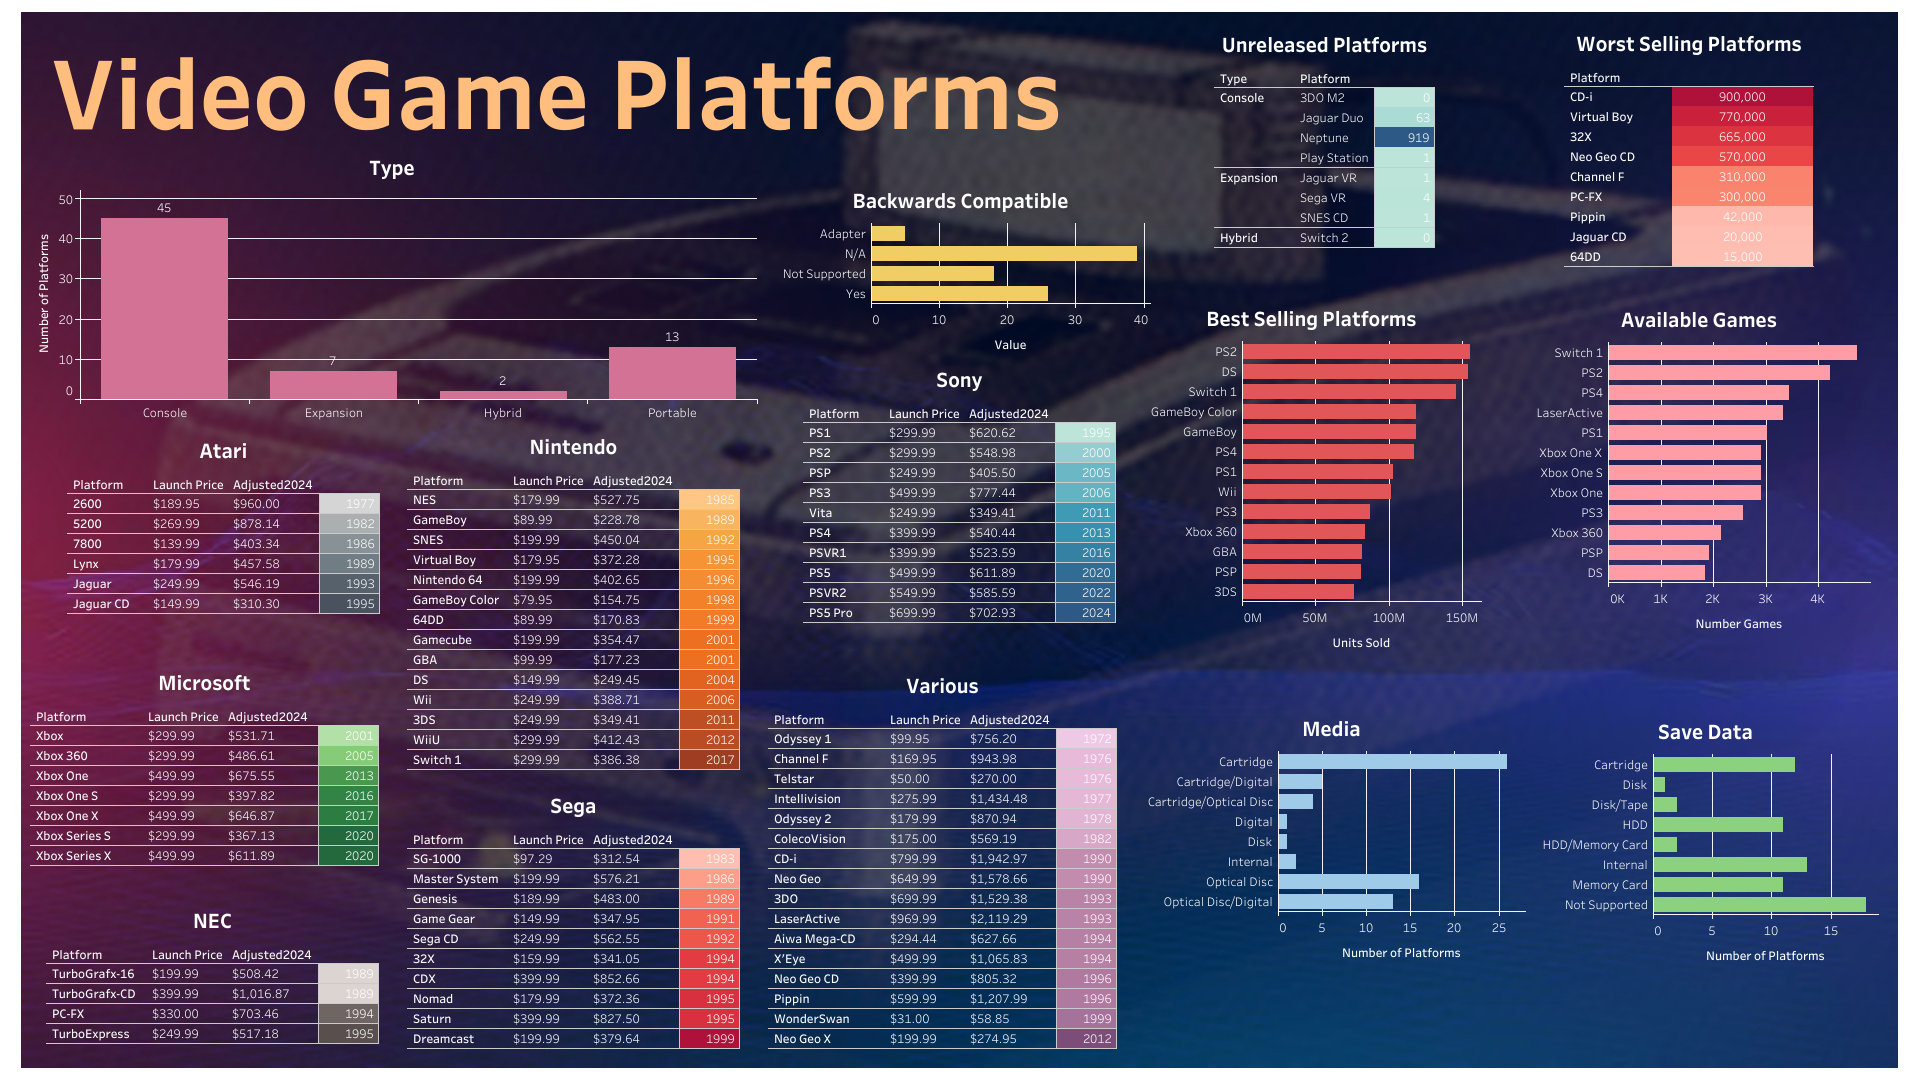 Video Game Platforms
Type
Number of Platforms
50
40
30
20
10
0
45
7
2
13
Console Expansion Hybrid Portable
Backwards Compatible
Adapter
N/A
Not Supported
Yes
0 10 20 30 40
Value
Unreleased Platforms
Type Platform
Console 3DO M2 0
Jaguar Duo 63
Neptune 919
Play Station 1
Expansion Jaguar VR 1
Sega VR 4
SNES CD 1
Hybrid Switch 2 0
Worst Selling Platforms
Platform
CD-i 900,000
Virtual Boy 770,000
32X 665,000
Neo Geo CD 570,000
Channel F 310,000
PC-FX 300,000
Pippin 42,000
Jaguar CD 20,000
64DD 15,000
Best Selling Platforms
PS2
DS
Switch 1
GameBoy Color
GameBoy
PS4
PS1
Wii
PS3
Xbox 360
GBA
PSP
3DS
0M 50M 100M 150M
Units Sold
Available Games
Switch 1
PS2
PS4
LaserActive
PS1
Xbox One X
Xbox One S
Xbox One
PS3
Xbox 360
PSP
DS
0K 1K 2K 3K 4K
Number Games
Atari
Platform Launch Price Adjusted2024
2600 $189.95 $960.00 1977
5200 $269.99 $878.14 1982
7800 $139.99 $403.34 1986
Lynx $179.99 $457.58 1989
Jaguar $249.99 $546.19 1993
Jaguar CD $149.99 $310.30 1995
Nintendo
Platform Launch Price Adjusted2024
NES $179.99 $527.75 1985
GameBoy $89.99 $228.78 1989
SNES $199.99 $450.04 1992
Virtual Boy $179.95 $372.28 1995
Nintendo 64 $199.99 $402.65 1996
GameBoy Color $79.95 $154.75 1998
64DD $89.99 $170.83 1999
Gamecube $199.99 $354.47 2001
GBA $99.99 $177.23 2001
DS $149.99 $249.45 2004
Wii $249.99 $388.71 2006
3DS $249.99 $349.41 2011
WiiU $299.99 $412.43 2012
Switch 1 $299.99 $386.38 2017
Sony
Platform Launch Price Adjusted2024
PS1 $299.99 $620.62 1995
PS2 $299.99 $548.98 2000
PSP $249.99 $405.50 2005
PS3 $499.99 $777.44 2006
Vita $249.99 $349.41 2011
PS4 $399.99 $540.44 2013
PSVR1 $399.99 $523.59 2016
PS5 $499.99 $611.89 2020
PSVR2 $549.99 $585.59 2022
PS5 Pro $699.99 $702.93 2024
Microsoft
Platform Launch Price Adjusted2024
Xbox $299.99 $531.71 2001
Xbox 360 $299.99 $486.61 2005
Xbox One $499.99 $675.55 2013
Xbox One S $299.99 $397.82 2016
Xbox One X $499.99 $646.87 2017
Xbox Series S $299.99 $367.13 2020
Xbox Series X $499.99 $611.89 2020
NEC
Platform Launch Price Adjusted2024
TurboGrafx-16 $199.99 $508.42 1989
TurboGrafx-CD $399.99 $1,016.87 1989
PC-FX $330.00 $703.46 1994
TurboExpress $249.99 $517.18 1995
Sega
Platform Launch Price Adjusted2024
SG-1000 $97.29 $312.54 1983
Master System $199.99 $576.21 1986
Genesis $189.99 $483.00 1989
Game Gear $149.99 $347.95 1991
Sega CD $249.99 $562.55 1992
32X $159.99 $341.05 1994
CDX $399.99 $852.66 1994
Nomad $179.99 $372.36 1995
Saturn $399.99 $827.50 1995
Dreamcast $199.99 $379.64 1999
Various
Platform Launch Price Adjusted2024
Odyssey 1 $99.95 $756.20 1972
Channel F $169.95 $943.98 1976
Telstar $50.00 $270.00 1976
Intellivision $275.99 $1,434.48 1977
Odyssey 2 $179.99 $870.94 1978
ColecoVision $175.00 $569.19 1982
CD-i $799.99 $1,942.97 1990
Neo Geo $649.99 $1,578.66 1990
3DO $699.99 $1,529.38 1993
LaserActive $969.99 $2,119.29 1993
Aiwa Mega-CD $294.44 $627.66 1994
X'Eye $499.99 $1,065.83 1994
Neo Geo CD $399.99 $805.32 1996
Pippin $599.99 $1,207.99 1996
WonderSwan $31.00 $58.85 1999
Neo Geo X $199.99 $274.95 2012
Media
Cartridge
Cartridge/Digital
Cartridge/Optical Disc
Digital
Disk
Internal
Optical Disc
Optical Disc/Digital
0 5 10 15 20 25
Number of Platforms
Save Data
Cartridge
Disk
Disk/Tape
HDD
HDD/Memory Card
Internal
Memory Card
Not Supported
0 5 10 15
Number of Platforms